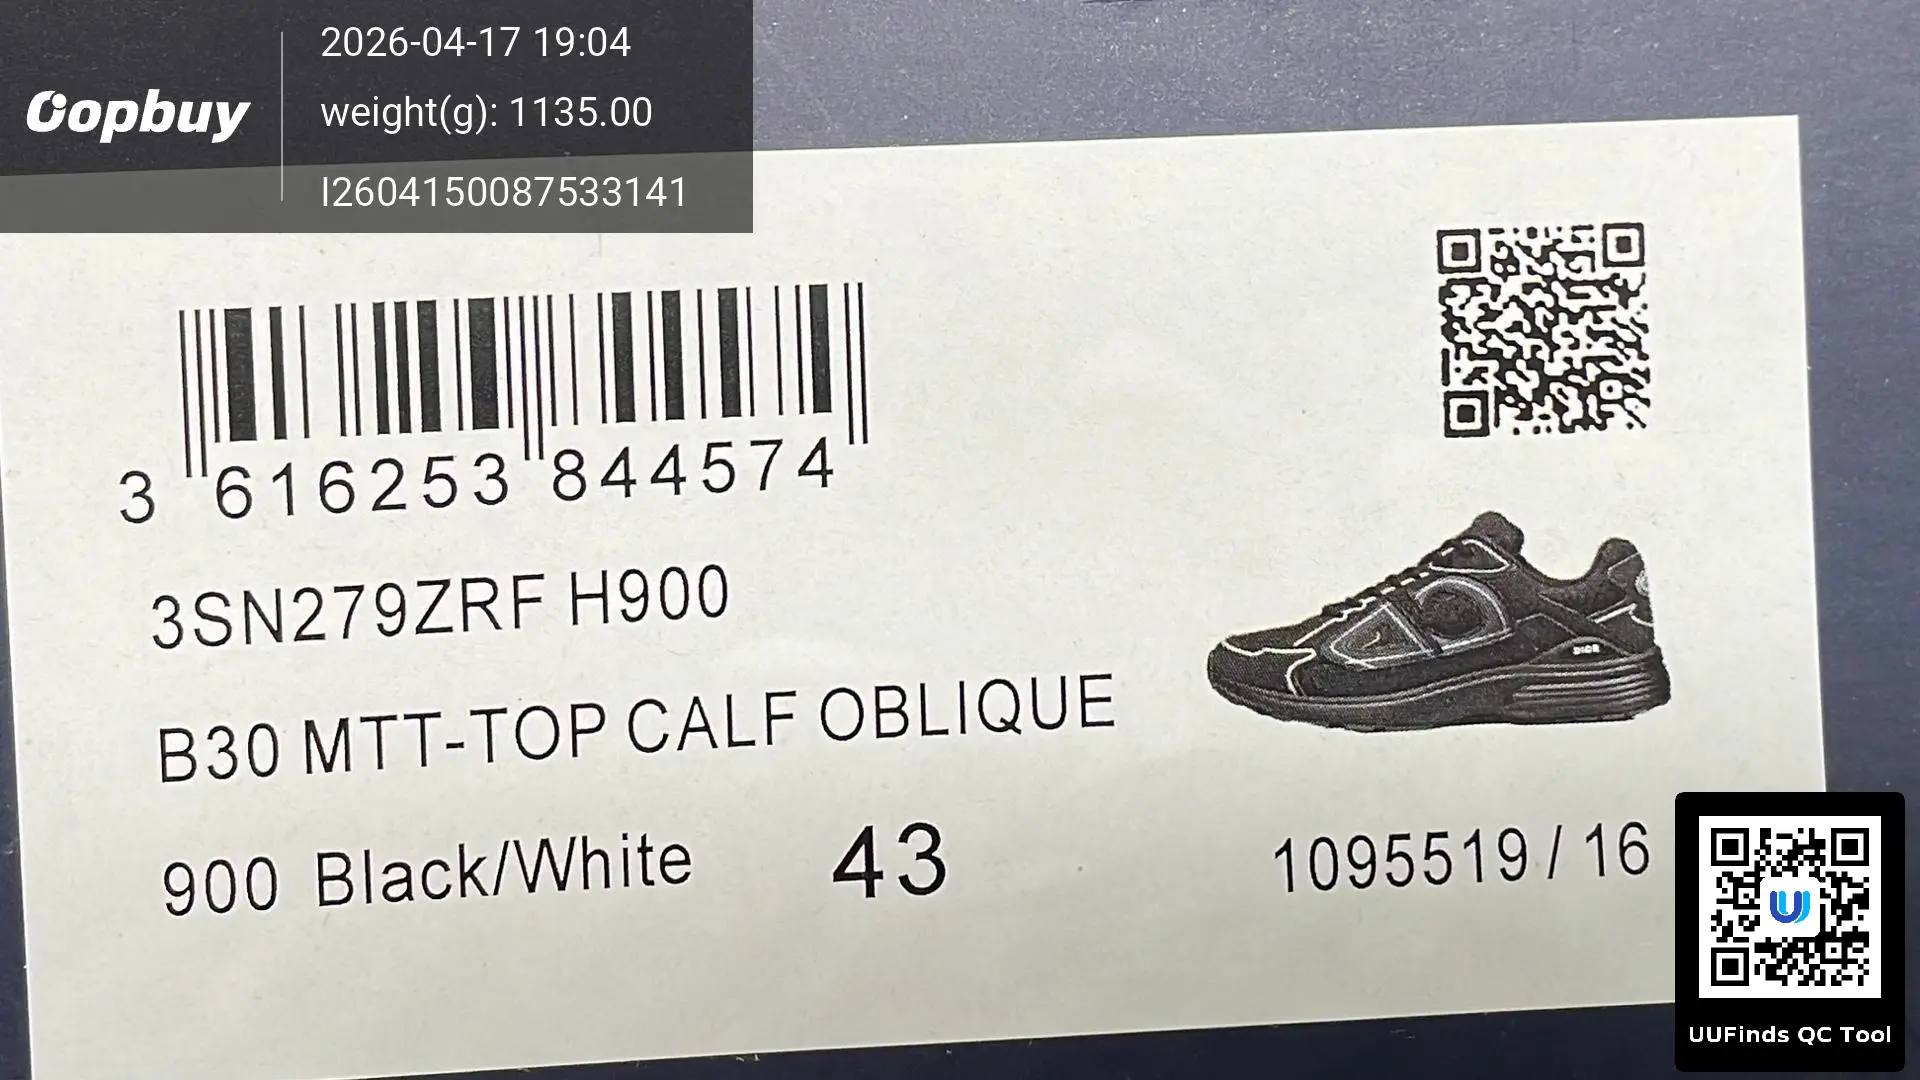 Oopbuy
2026-04-17 19:04
weight(g): 1135.00
I2604150087533141
3 616253 844574
3SN279ZRF H900
B30 MTT-TOP CALF OBLIQUE
DIOR
900 Black/White 43 1095519 / 16
UUFinds QC Tool